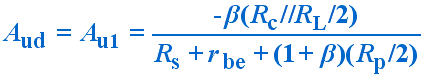 A_ud = A_u1 = -β(R_c//R_L/2) / R_s + r_be + (1+β)(R_p/2)